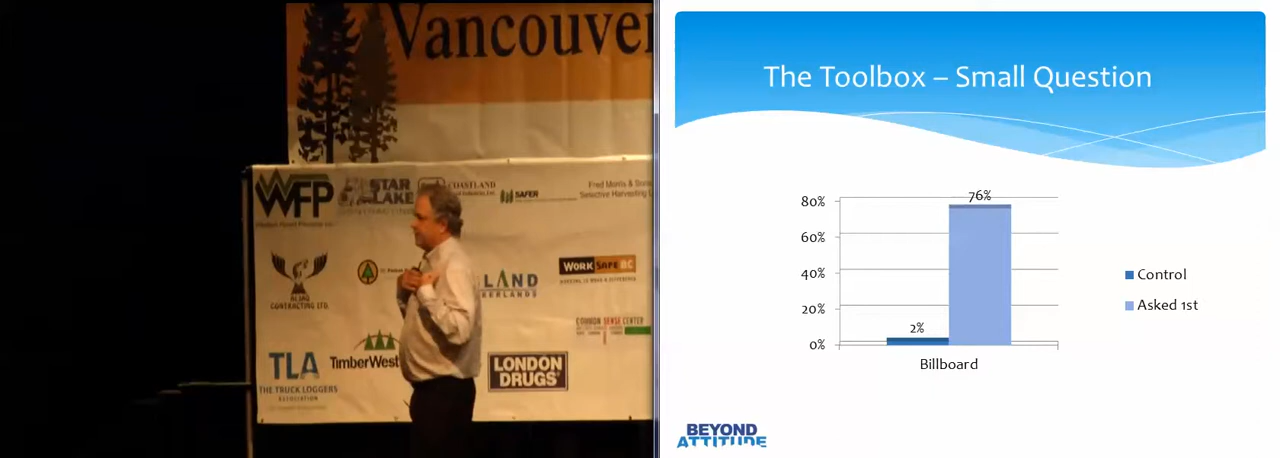 Vancouver
WFP
STAR
LAKE
COASTLAND
SAFER
Fred Morris & Sons
Selective Harvesting
CONTRACTING LTD.
LAND
WORK SAFE BC
COMMON SENSE CENTER
TLA
THE TRUCK LOGGERS
ASSOCIATION
TimberWest
LONDON
DRUGS
The Toolbox – Small Question
80%
60%
40%
20%
0%
76%
2%
Billboard
Control
Asked 1st
BEYOND
ATTITUDE